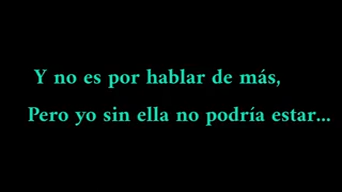 Y no es por hablar de más,
Pero yo sin ella no podría estar...